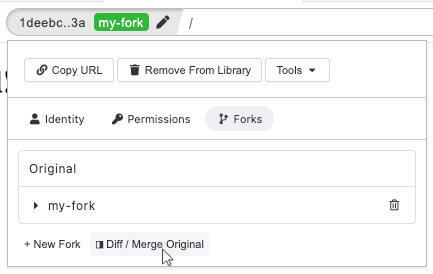 1deebc..3a my-fork /
Copy URL Remove From Library Tools
Identity Permissions Forks
Original
my-fork
+ New Fork Diff / Merge Original